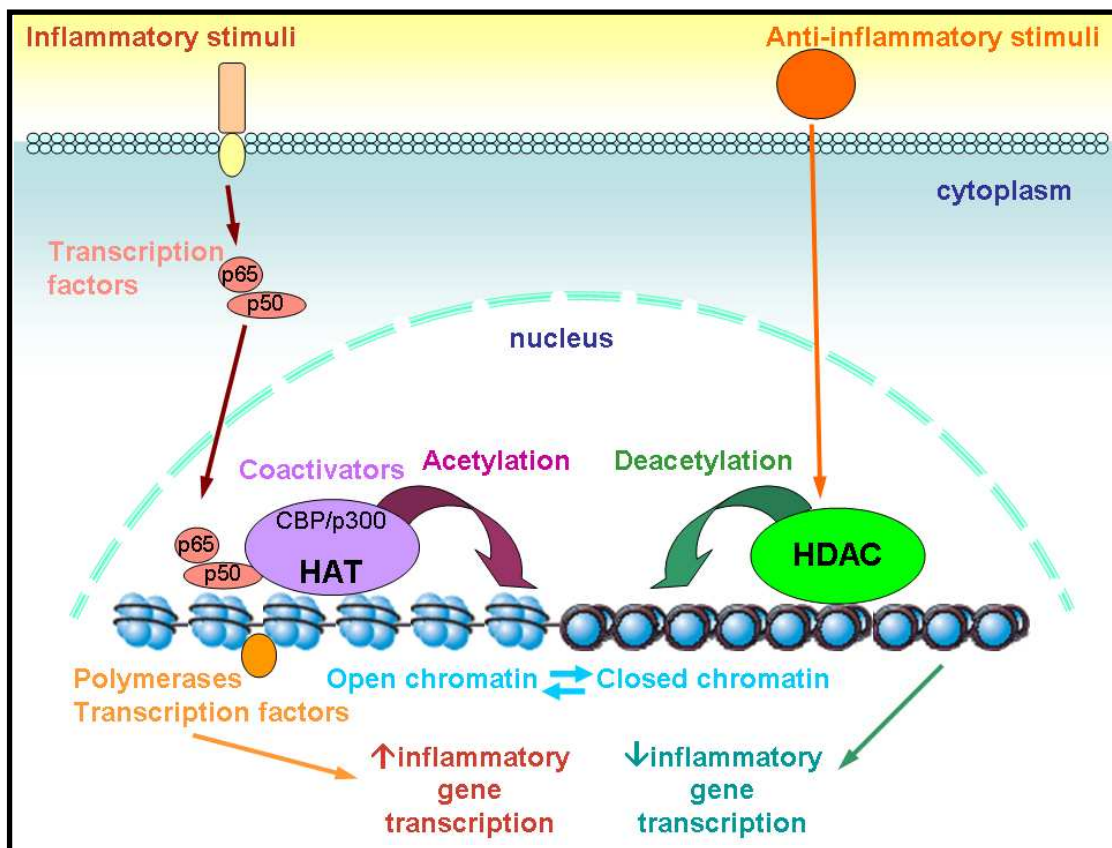 Inflammatory stimuli
Anti-inflammatory stimuli
cytoplasm
Transcription
factors
p65
p50
nucleus
Coactivators
Acetylation
Deacetylation
CBP/p300
HAT
HDAC
p65
p50
Polymerases
Transcription factors
Open chromatin
Closed chromatin
↑inflammatory
gene
transcription
↓inflammatory
gene
transcription